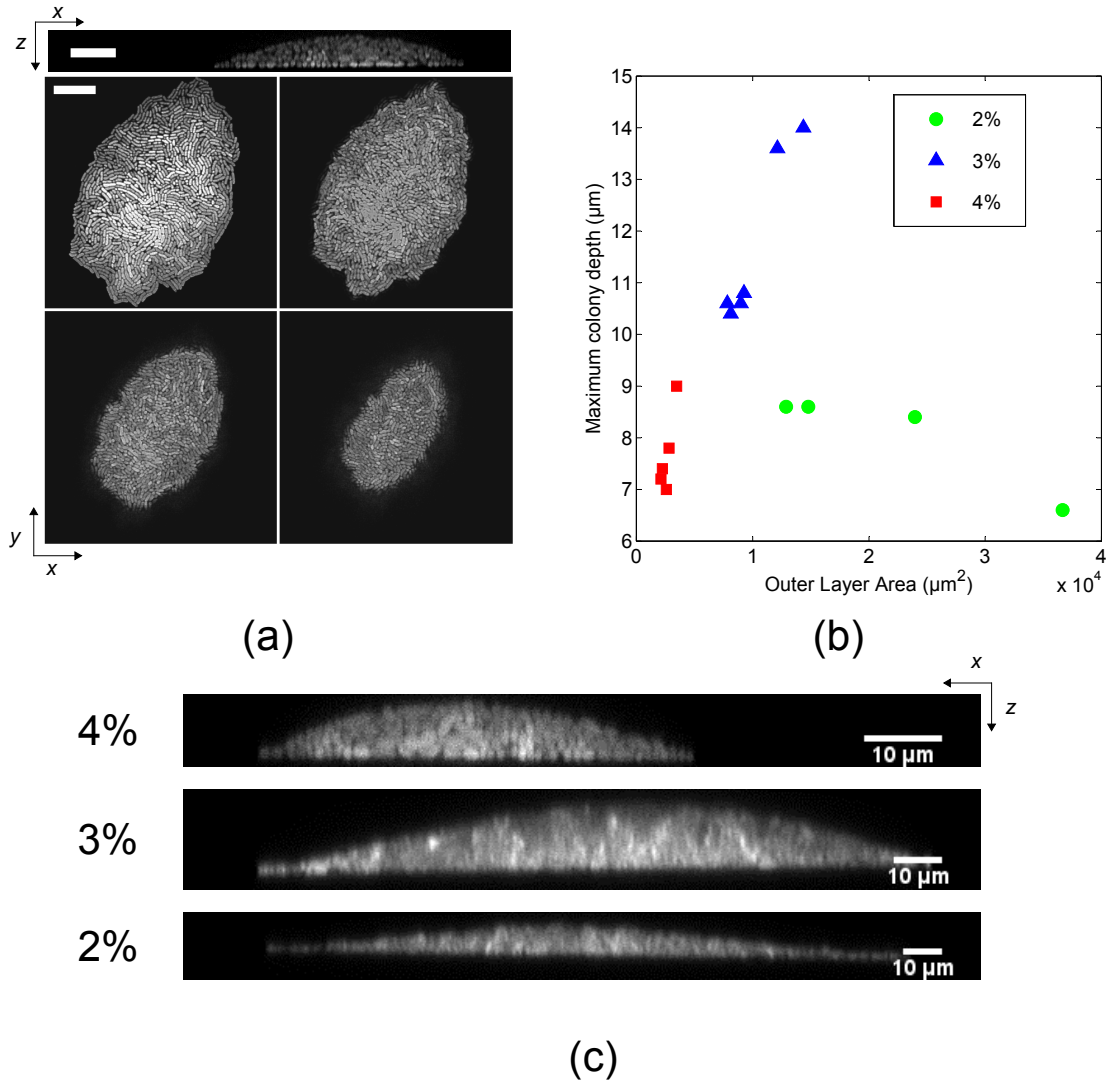 x
z
y
x
(a)
15
14
13
12
11
10
9
8
7
6
0
1
2
3
4
x 10⁴
Maximum colony depth (µm)
Outer Layer Area (µm²)
2%
3%
4%
(b)
x
z
4%
10 µm
3%
10 µm
2%
10 µm
(c)